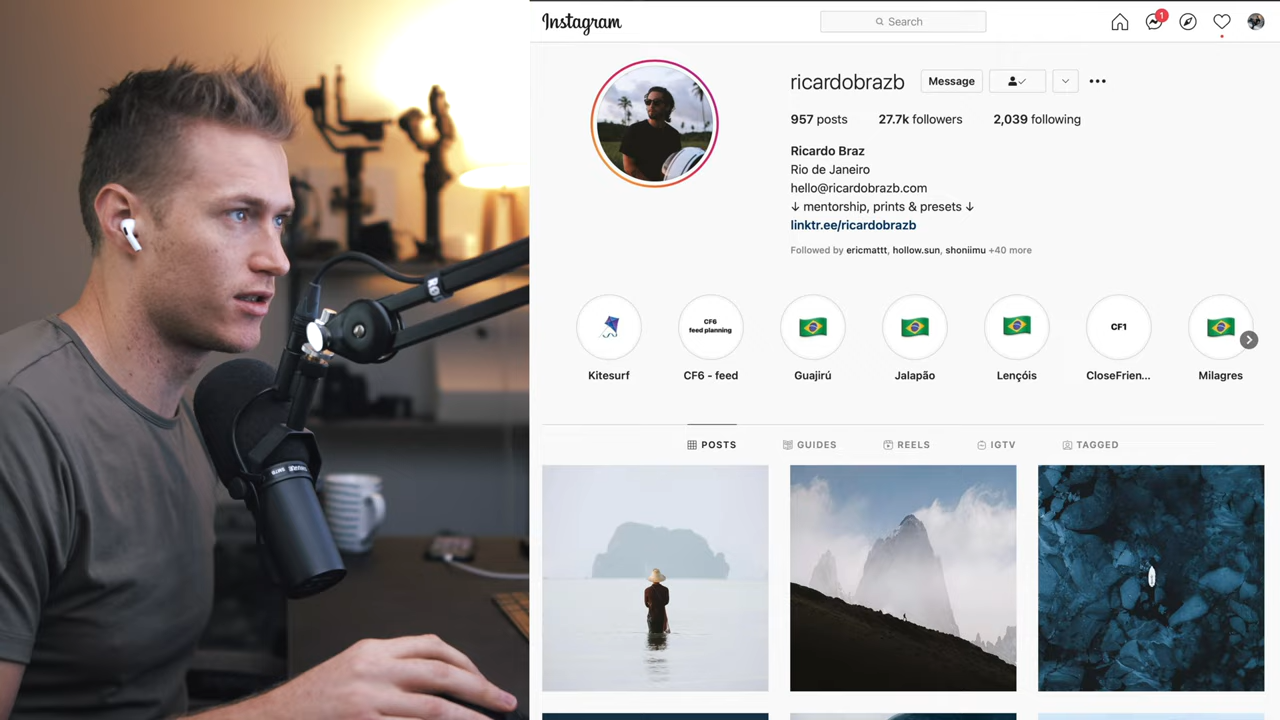 Instagram
Search
1
ricardobrazb
Message
957 posts 27.7k followers 2,039 following
Ricardo Braz
Rio de Janeiro
hello@ricardobrazb.com
↓ mentorship, prints & presets ↓
linktr.ee/ricardobrazb
Followed by ericmattt, hollow.sun, shoniimu +40 more
CF6
feed planning
CF1
Kitesurf CF6 - feed Guajirú Jalapão Lençóis CloseFrien... Milagres
POSTS GUIDES REELS IGTV TAGGED